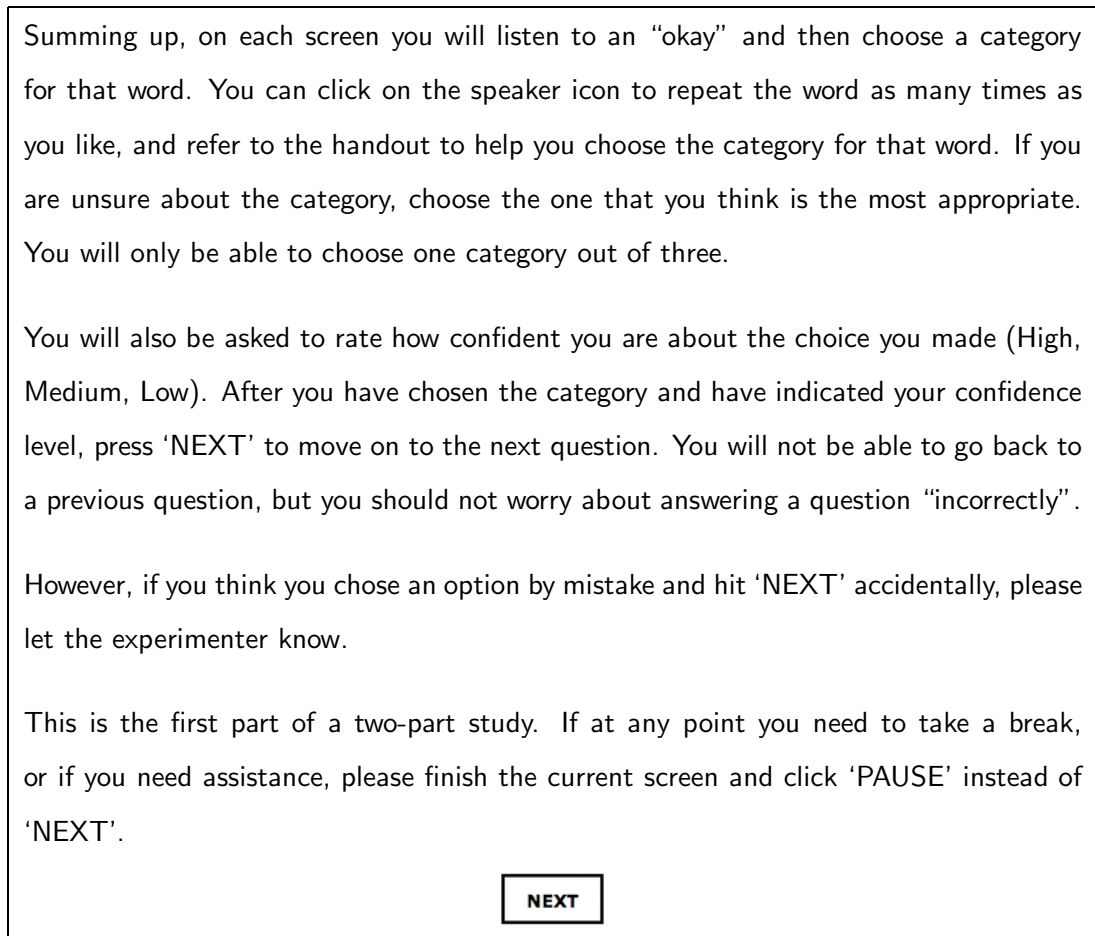 Summing up, on each screen you will listen to an “okay” and then choose a category
for that word. You can click on the speaker icon to repeat the word as many times as
you like, and refer to the handout to help you choose the category for that word. If you
are unsure about the category, choose the one that you think is the most appropriate.
You will only be able to choose one category out of three.
You will also be asked to rate how confident you are about the choice you made (High,
Medium, Low). After you have chosen the category and have indicated your confidence
level, press ‘NEXT’ to move on to the next question. You will not be able to go back to
a previous question, but you should not worry about answering a question “incorrectly”.
However, if you think you chose an option by mistake and hit ‘NEXT’ accidentally, please
let the experimenter know.
This is the first part of a two-part study. If at any point you need to take a break,
or if you need assistance, please finish the current screen and click ‘PAUSE’ instead of
‘NEXT’.
NEXT